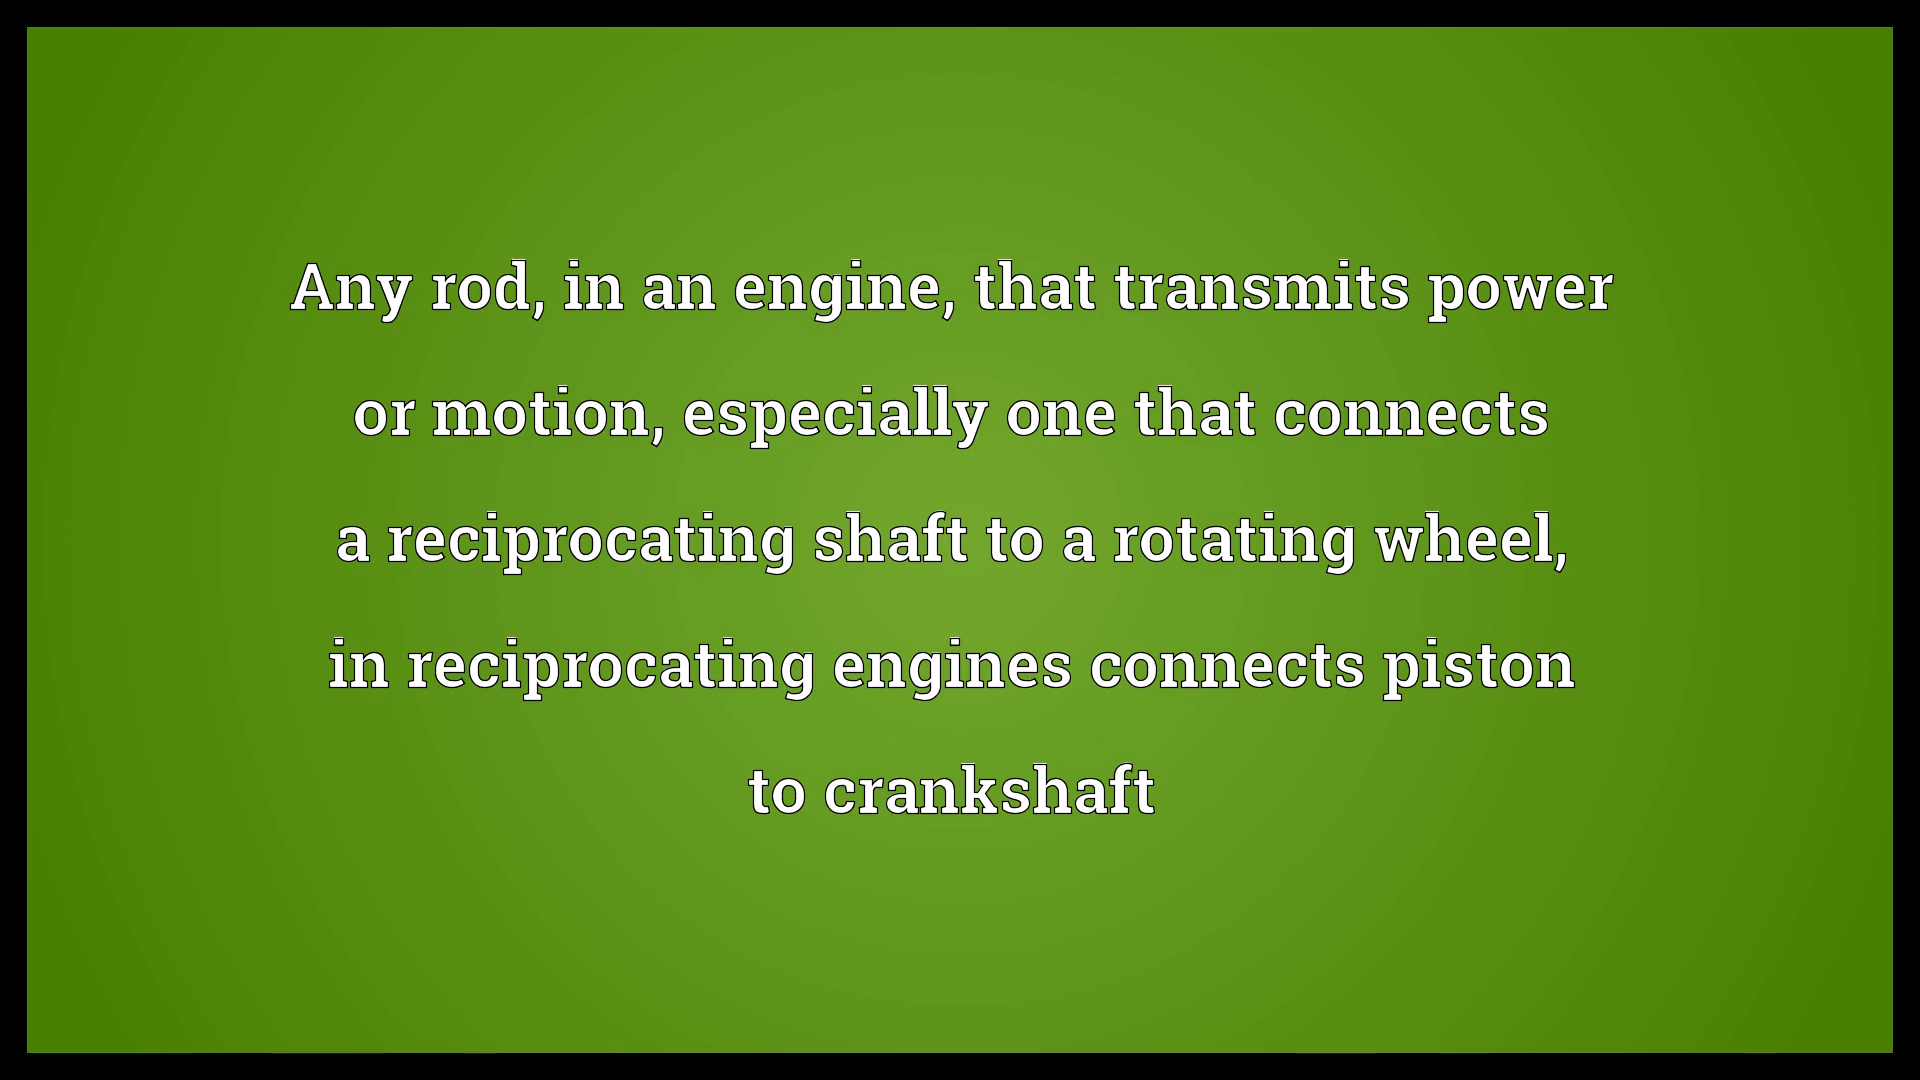 Any rod, in an engine, that transmits power
or motion, especially one that connects
a reciprocating shaft to a rotating wheel,
in reciprocating engines connects piston
to crankshaft